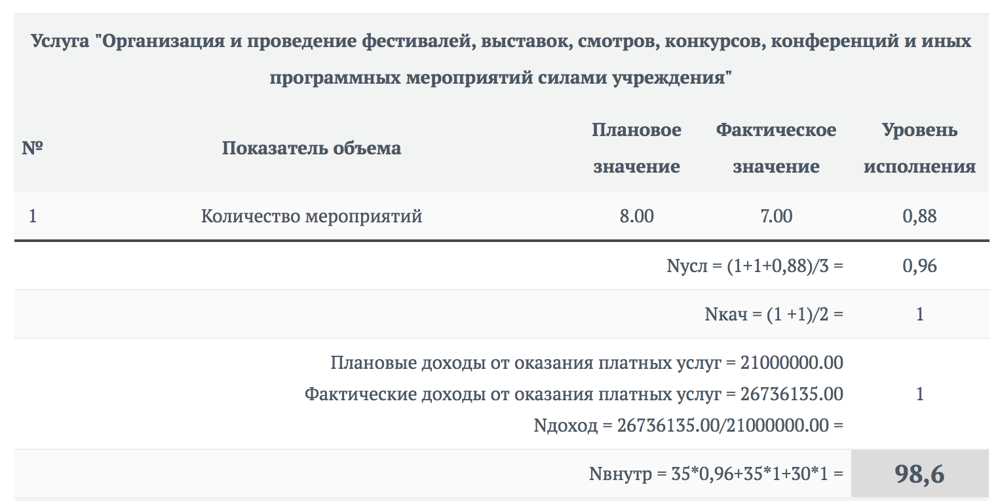 Услуга "Организация и проведение фестивалей, выставок, смотров, конкурсов, конференций и иных
программных мероприятий силами учреждения"
№ Показатель объема Плановое значение Фактическое значение Уровень исполнения
1 Количество мероприятий 8.00 7.00 0,88
Nусл = (1+1+0,88)/3 = 0,96
Nкач = (1 +1)/2 = 1
Плановые доходы от оказания платных услуг = 21000000.00
Фактические доходы от оказания платных услуг = 26736135.00 1
Nдоход = 26736135.00/21000000.00 =
Nвнутр = 35*0,96+35*1+30*1 = 98,6